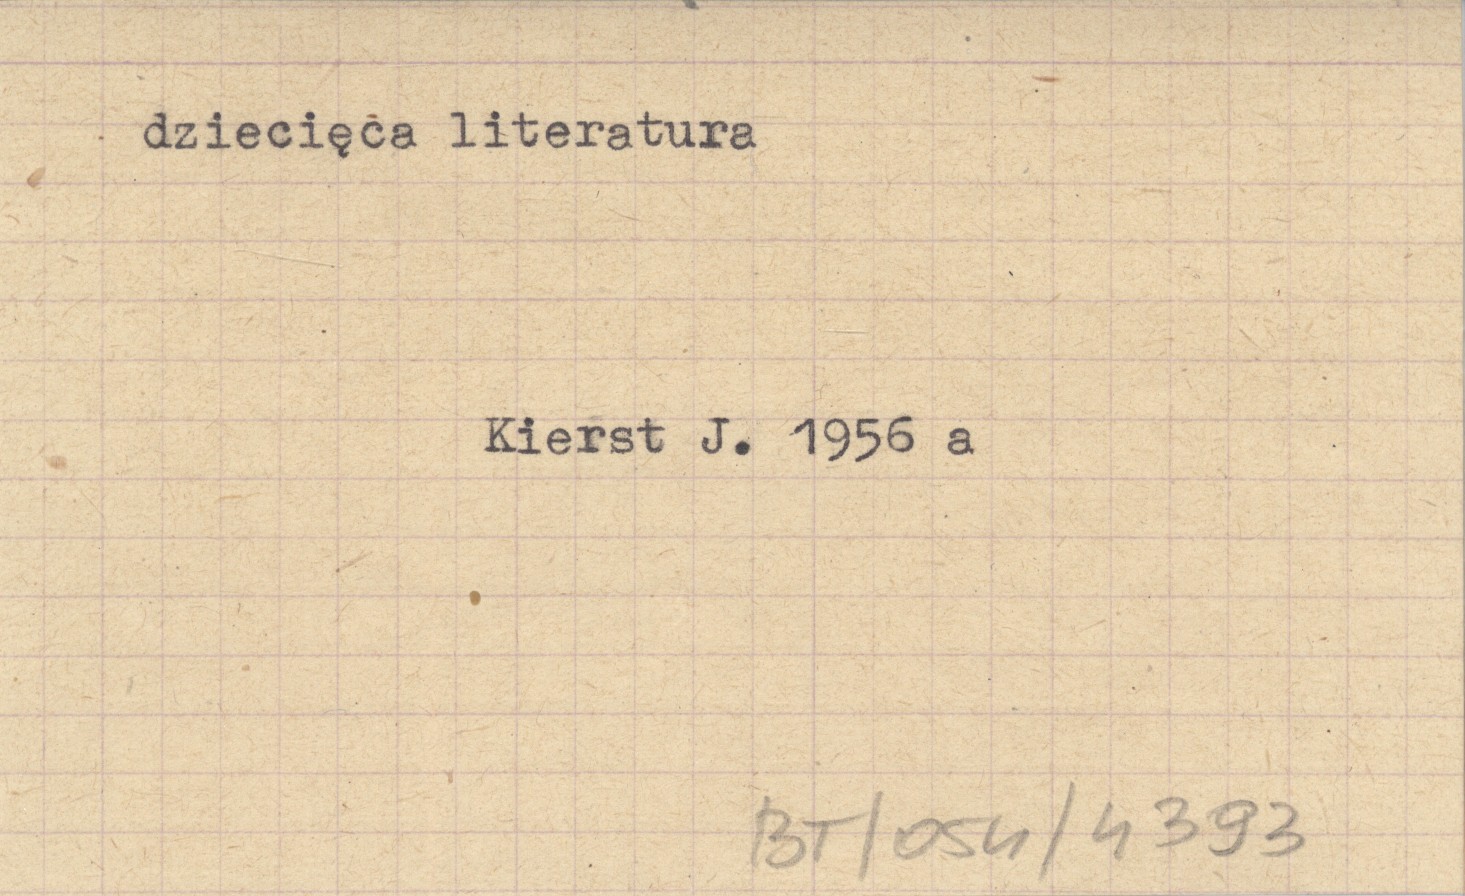 dziecięca literatura
Kierst J. 1956 a
BT/054/4393